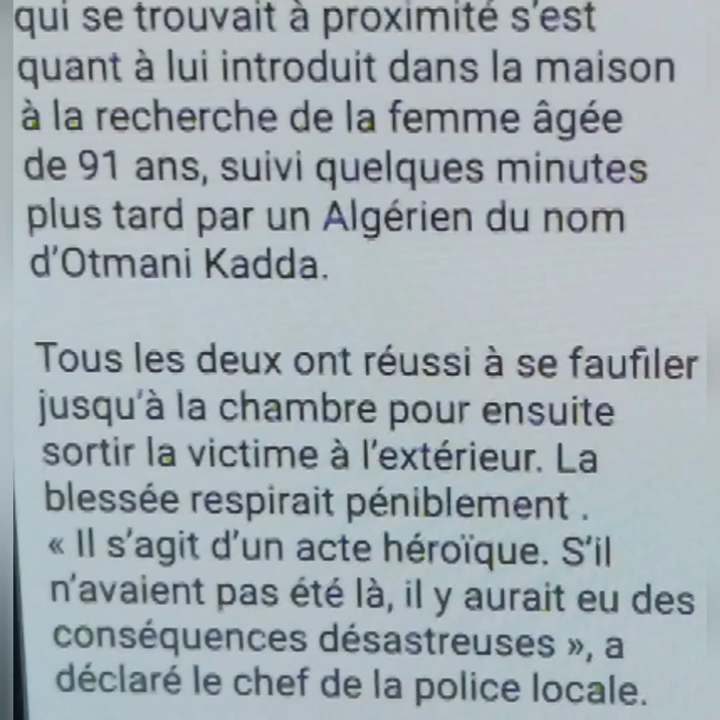 qui se trouvait à proximité s'est
quant à lui introduit dans la maison
à la recherche de la femme âgée
de 91 ans, suivi quelques minutes
plus tard par un Algérien du nom
d'Otmani Kadda.
Tous les deux ont réussi à se faufiler
jusqu'à la chambre pour ensuite
sortir la victime à l'extérieur. La
blessée respirait péniblement .
« Il s'agit d'un acte héroïque. S'il
n'avaient pas été là, il y aurait eu des
conséquences désastreuses », a
déclaré le chef de la police locale.